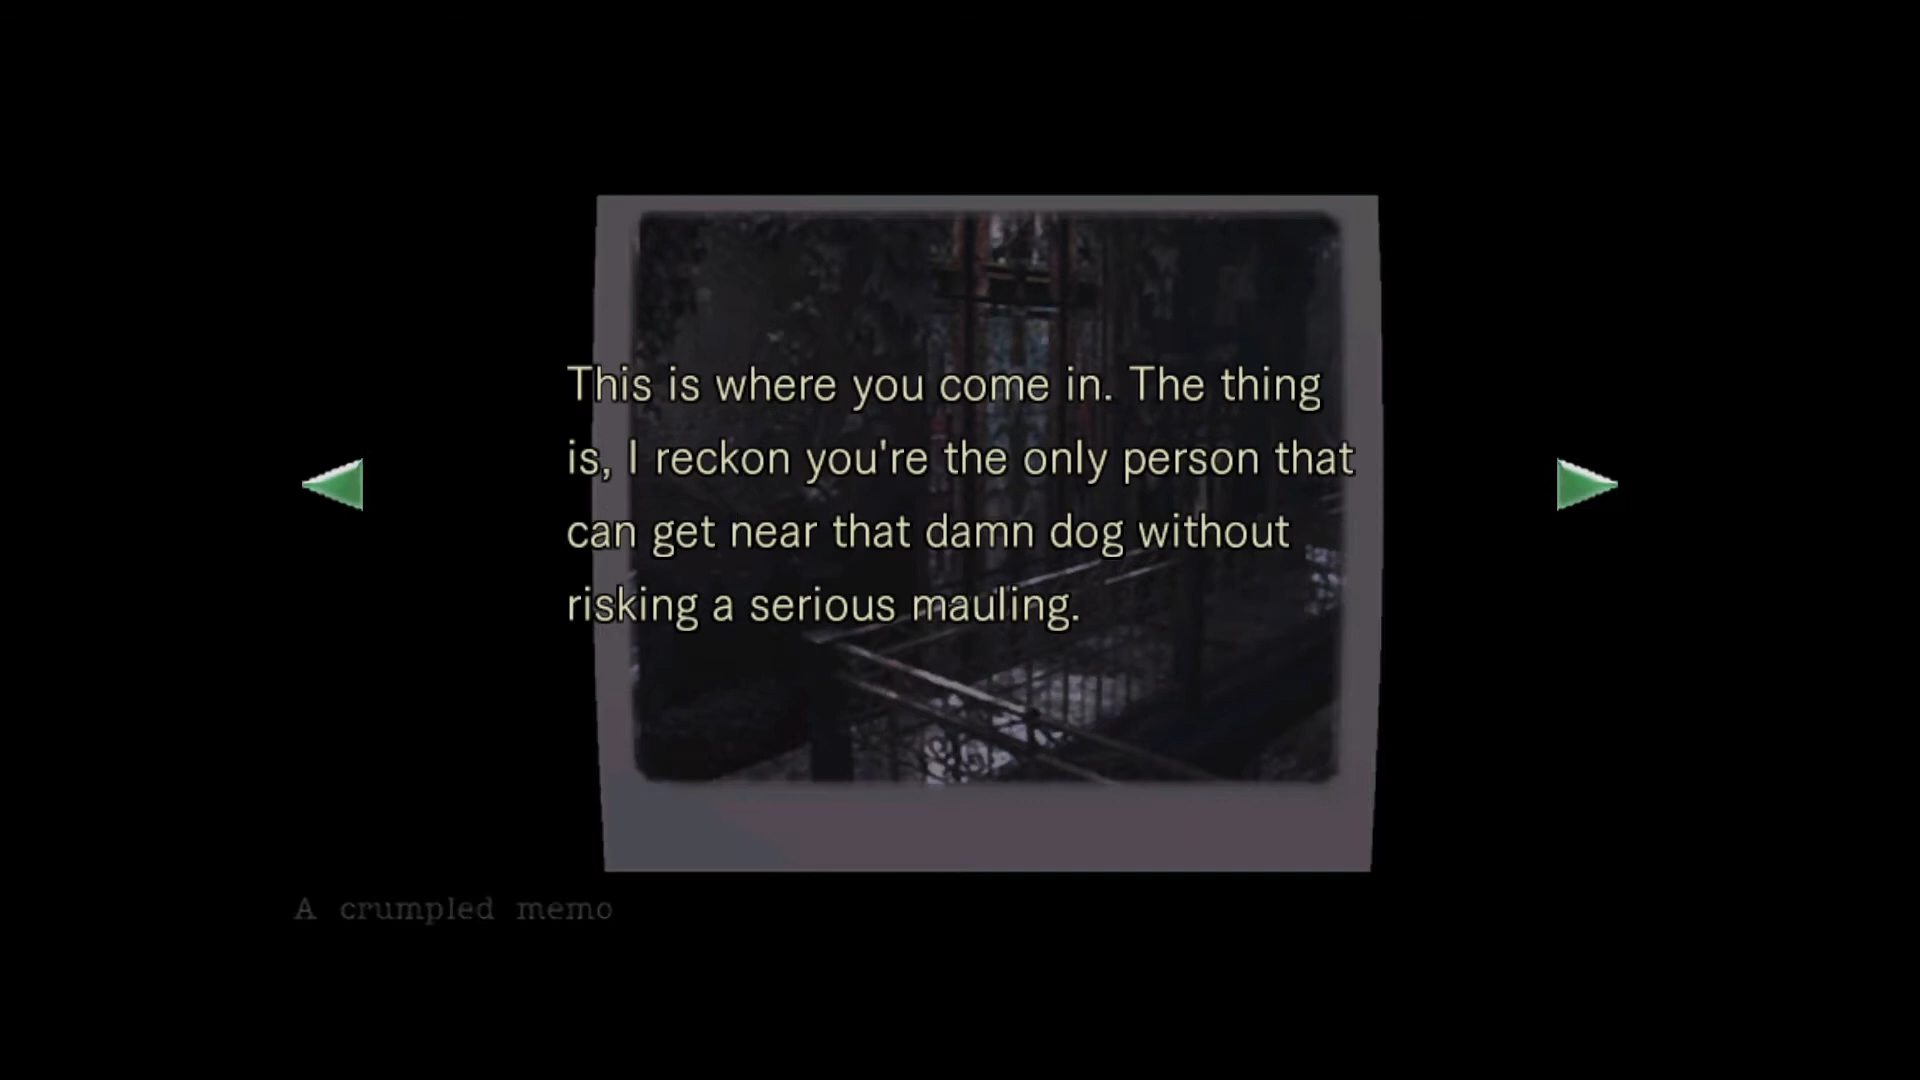 This is where you come in. The thing
is, I reckon you're the only person that
can get near that damn dog without
risking a serious mauling.
A crumpled memo